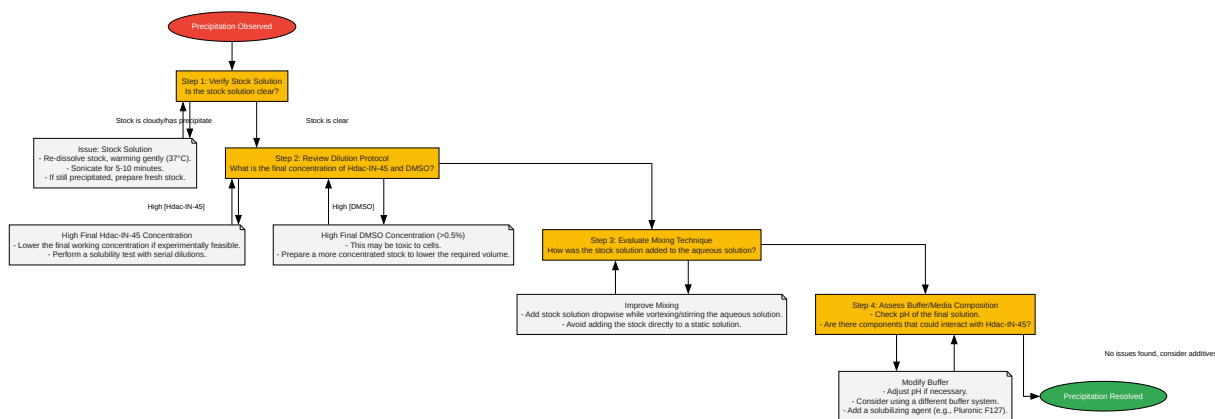 Precipitation Observed
Step 1: Verify Stock Solution
Is the stock solution clear?
Stock is cloudy/has precipitate
Stock is clear
Issue: Stock Solution
- Re-dissolve stock, warming gently (37°C).
- Sonicate for 5-10 minutes.
- If still precipitated, prepare fresh stock.
Step 2: Review Dilution Protocol
What is the final concentration of Hdac-IN-45 and DMSO?
High [Hdac-IN-45]
High [DMSO]
High Final Hdac-IN-45 Concentration
- Lower the final working concentration if experimentally feasible.
- Perform a solubility test with serial dilutions.
High Final DMSO Concentration (>0.5%)
- This may be toxic to cells.
- Prepare a more concentrated stock to lower the required volume.
Step 3: Evaluate Mixing Technique
How was the stock solution added to the aqueous solution?
Improve Mixing
- Add stock solution dropwise while vortexing/stirring the aqueous solution.
- Avoid adding the stock directly to a static solution.
Step 4: Assess Buffer/Media Composition
- Check pH of the final solution.
- Are there components that could interact with Hdac-IN-45?
No issues found, consider additives
Modify Buffer
- Adjust pH if necessary.
- Consider using a different buffer system.
- Add a solubilizing agent (e.g., Pluronic F127).
Precipitation Resolved